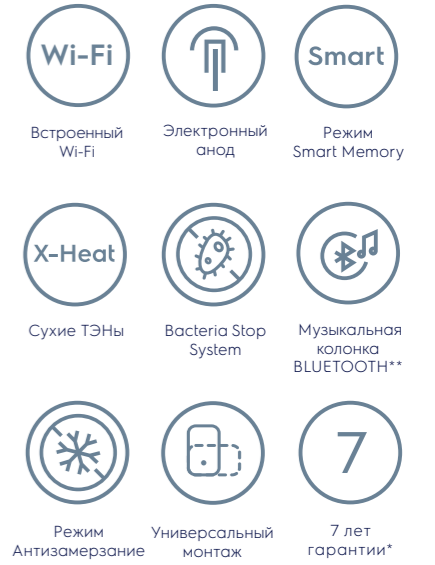 Wi-Fi
Встроенный
Wi-Fi
Электронный
анод
Smart
Режим
Smart Memory
X-Heat
Сухие ТЭНы
Bacteria Stop
System
Музыкальная
колонка
BLUETOOTH**
Режим
Антизамерзание
Универсальный
монтаж
7
7 лет
гарантии*